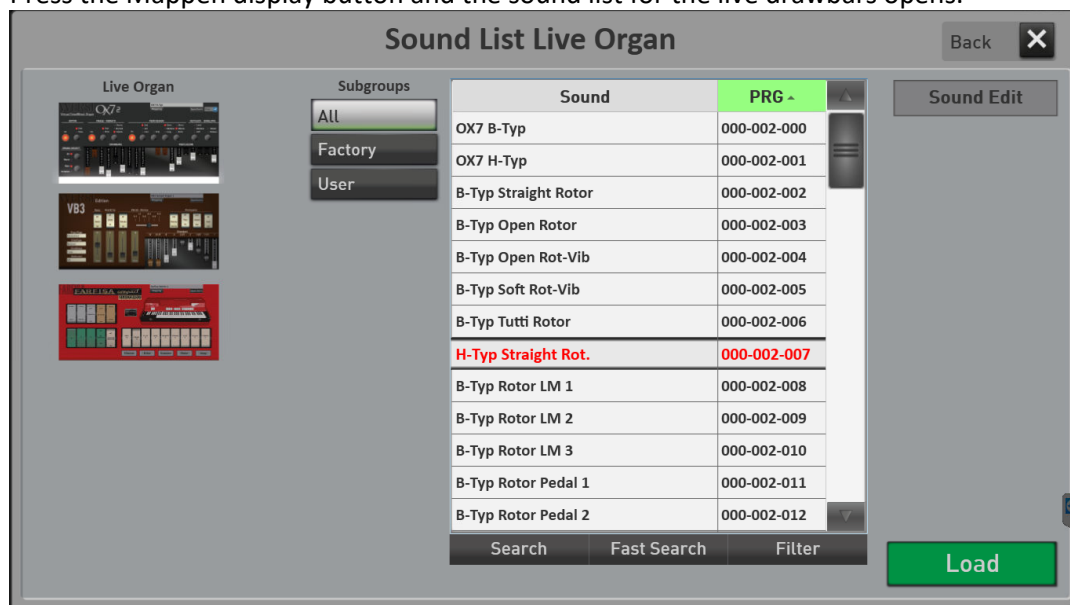 Press the Mappen display button and the sound list for the live drawbars opens.
Sound List Live Organ
Back
Live Organ
OX7²
VB3
FARFISA
Subgroups
All
Factory
User
Sound PRG
OX7 B-Typ 000-002-000
OX7 H-Typ 000-002-001
B-Typ Straight Rotor 000-002-002
B-Typ Open Rotor 000-002-003
B-Typ Open Rot-Vib 000-002-004
B-Typ Soft Rot-Vib 000-002-005
B-Typ Tutti Rotor 000-002-006
H-Typ Straight Rot. 000-002-007
B-Typ Rotor LM 1 000-002-008
B-Typ Rotor LM 2 000-002-009
B-Typ Rotor LM 3 000-002-010
B-Typ Rotor Pedal 1 000-002-011
B-Typ Rotor Pedal 2 000-002-012
Search Fast Search Filter
Sound Edit
Load